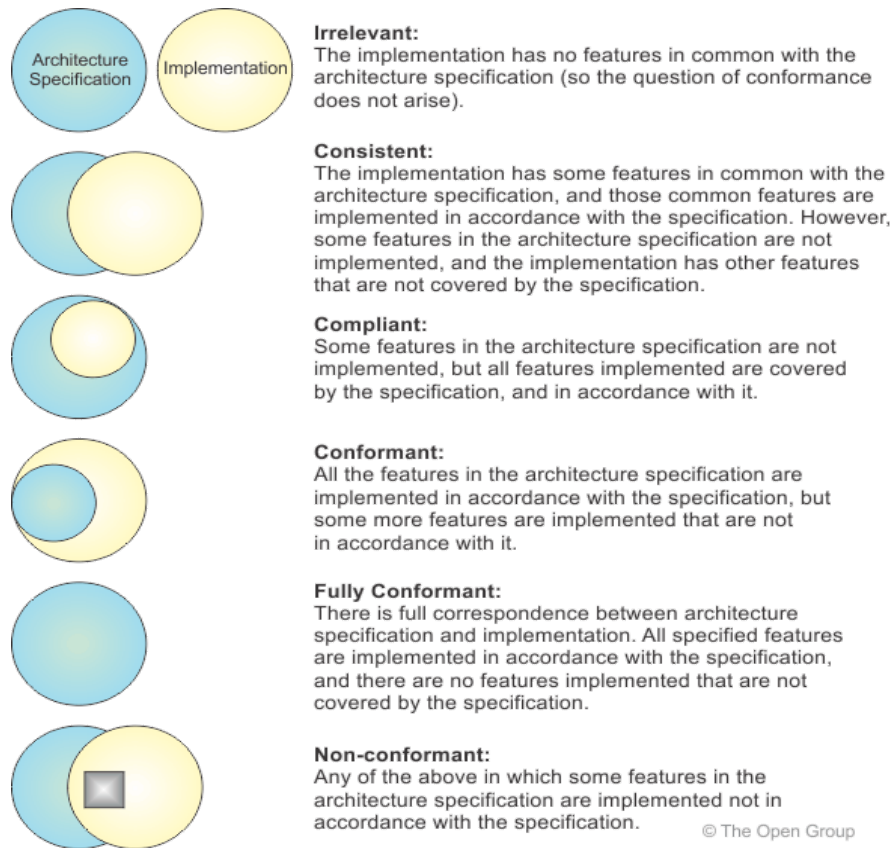 Architecture
Specification
Implementation
Irrelevant:
The implementation has no features in common with the
architecture specification (so the question of conformance
does not arise).
Consistent:
The implementation has some features in common with the
architecture specification, and those common features are
implemented in accordance with the specification. However,
some features in the architecture specification are not
implemented, and the implementation has other features
that are not covered by the specification.
Compliant:
Some features in the architecture specification are not
implemented, but all features implemented are covered
by the specification, and in accordance with it.
Conformant:
All the features in the architecture specification are
implemented in accordance with the specification, but
some more features are implemented that are not
in accordance with it.
Fully Conformant:
There is full correspondence between architecture
specification and implementation. All specified features
are implemented in accordance with the specification,
and there are no features implemented that are not
covered by the specification.
Non-conformant:
Any of the above in which some features in the
architecture specification are implemented not in
accordance with the specification.
© The Open Group